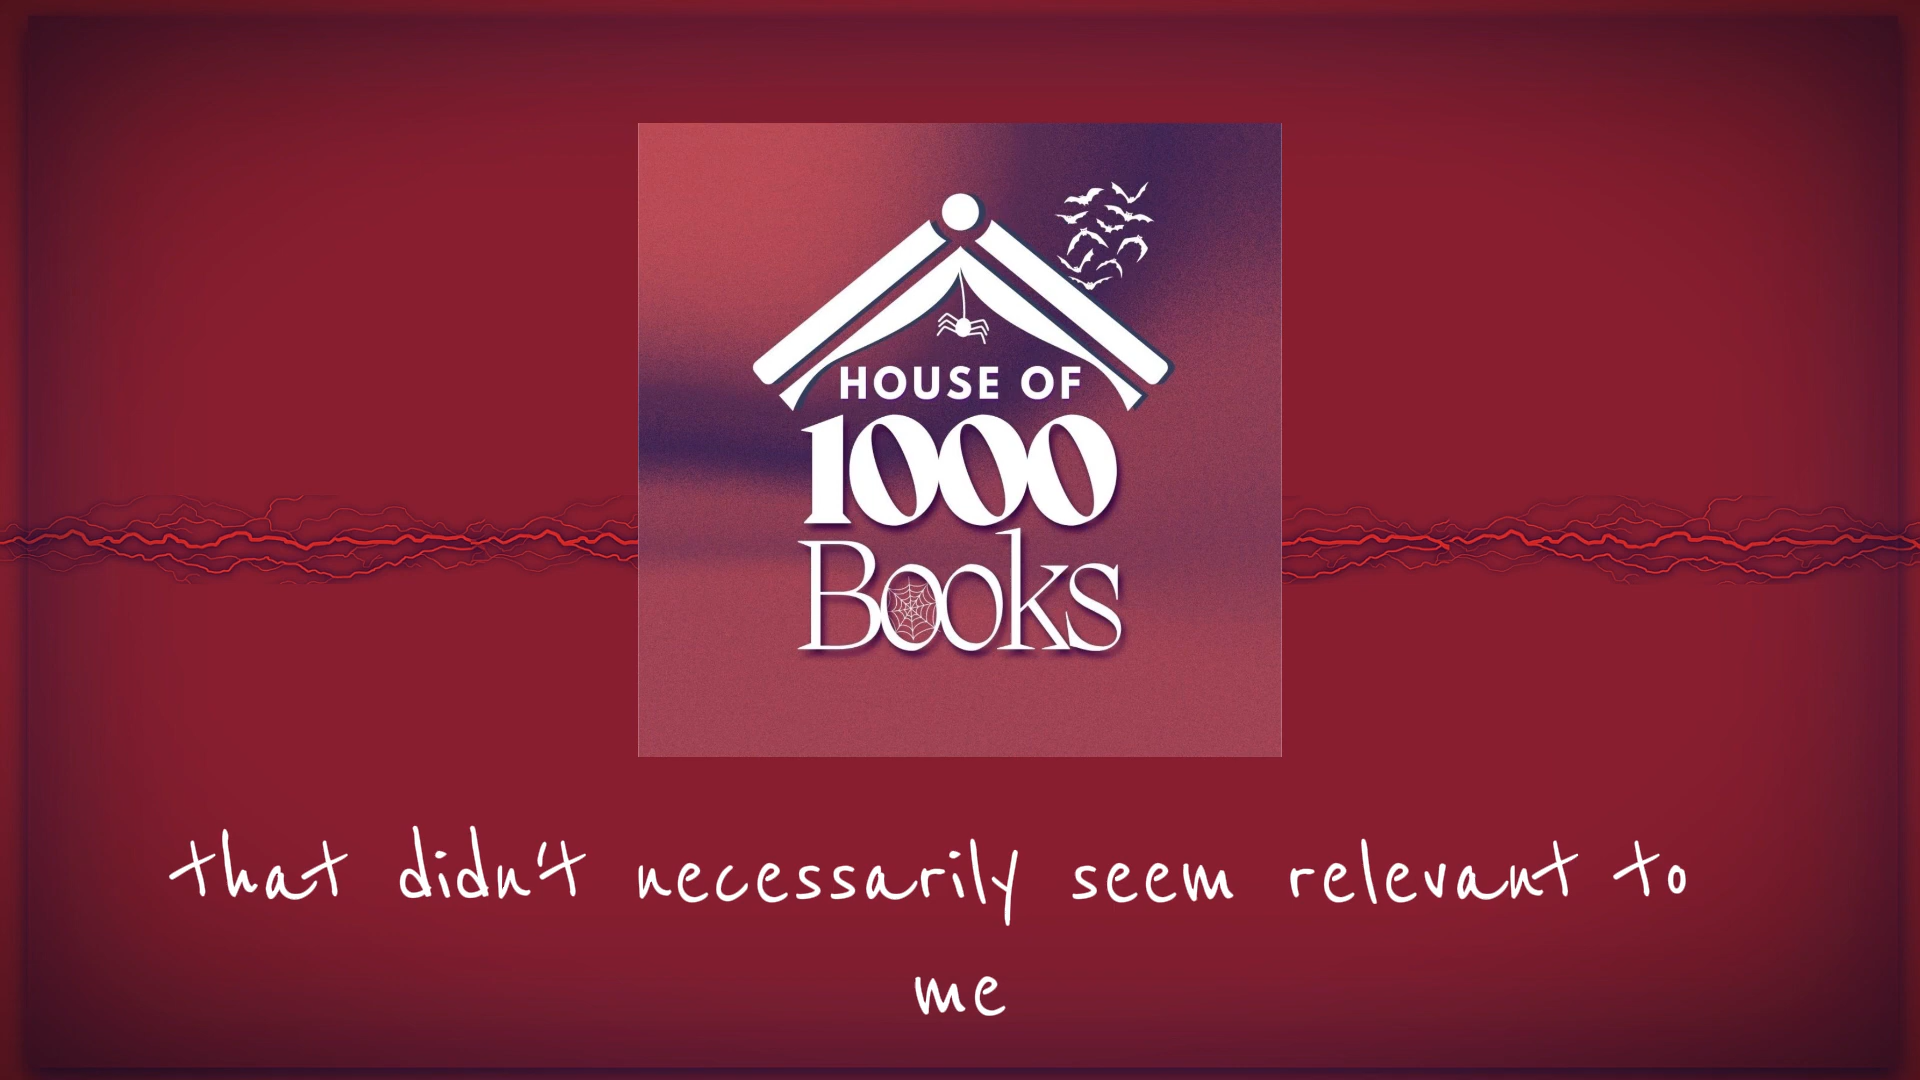 HOUSE OF
1000
Books
that didn't necessarily seem relevant to
me